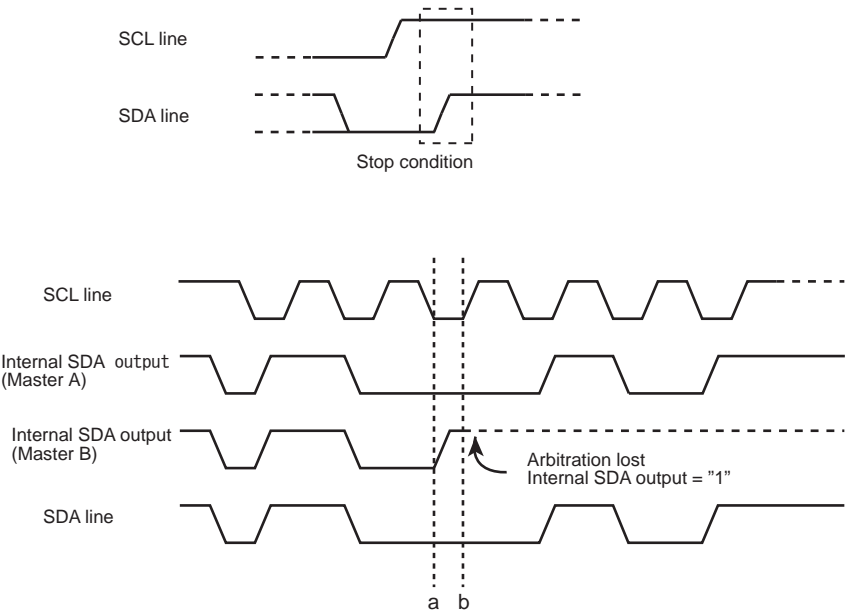 SCL line
SDA line
Stop condition
SCL line
Internal SDA output
(Master A)
Internal SDA output
(Master B)
Arbitration lost
Internal SDA output = ”1”
SDA line
a b